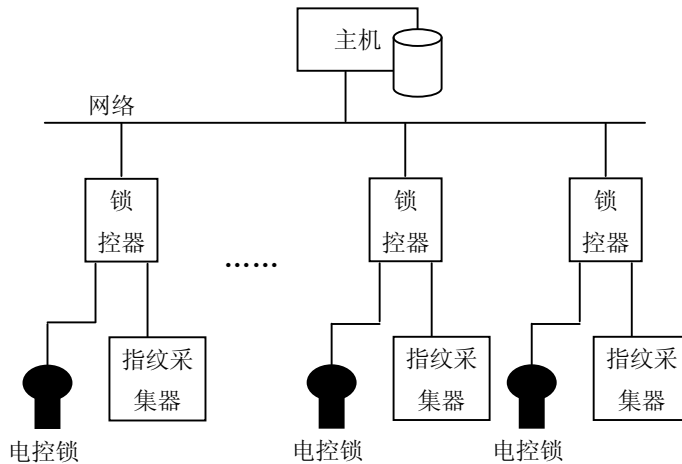 主机
网络
锁
控器
锁
控器
锁
控器
......
指纹采
集器
指纹采
集器
指纹采
集器
电控锁
电控锁
电控锁